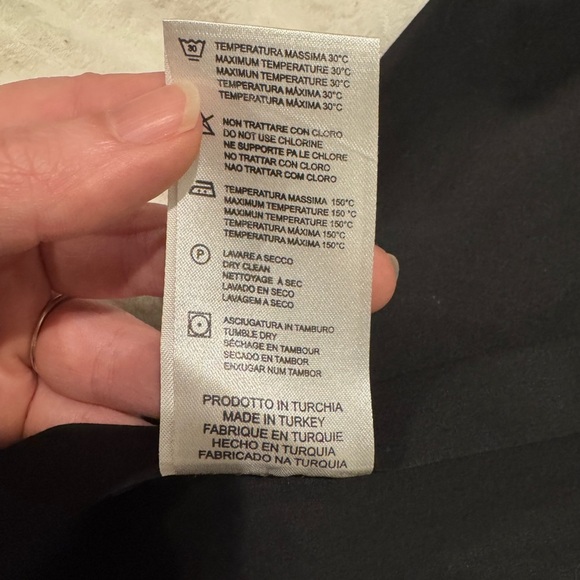 30
TEMPERATURA MASSIMA 30°C
MAXIMUM TEMPERATURE 30°C
MAXIMUN TEMPERATURE 30°C
TEMPERATURA MÁXIMA 30°C
TEMPERATURA MÁXIMA 30°C
NON TRATTARE CON CLORO
DO NOT USE CHLORINE
NE SUPPORTE PA LE CHLORE
NO TRATTAR CON CLORO
NAO TRATTAR COM CLORO
TEMPERATURA MASSIMA 150°C
MAXIMUM TEMPERATURE 150 °C
MAXIMUN TEMPERATURE 150°C
TEMPERATURA MÁXIMA 150°C
TEMPERATURA MÁXIMA 150°C
P
LAVARE A SECCO
DRY CLEAN
NETTOYAGE À SEC
LAVADO EN SECO
LAVAGEM A SECO
ASCIUGATURA IN TAMBURO
TUMBLE DRY
SÉCHAGE EN TAMBOUR
SECADO EN TAMBOR
ENXUGAR NUM TAMBOR
PRODOTTO IN TURCHIA
MADE IN TURKEY
FABRIQUE EN TURQUIE
HECHO EN TURQUIA
FABRICADO NA TURQUIA